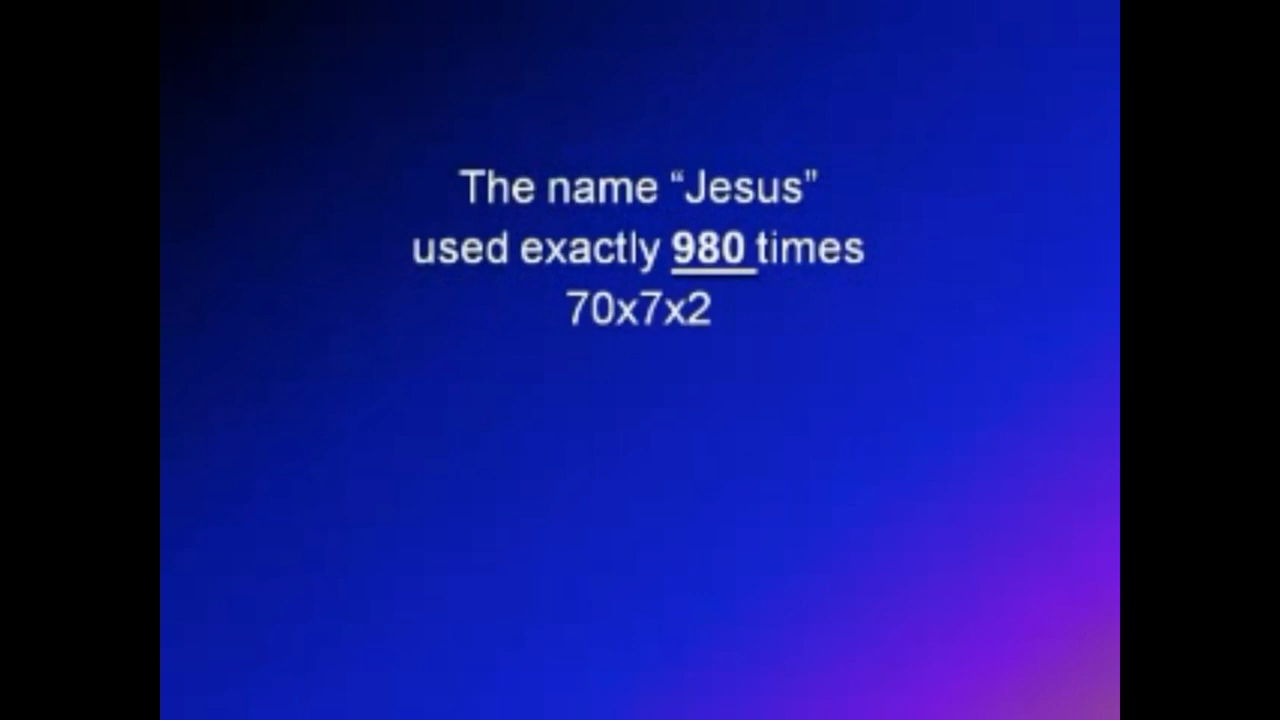 The name “Jesus”
used exactly 980 times
70x7x2